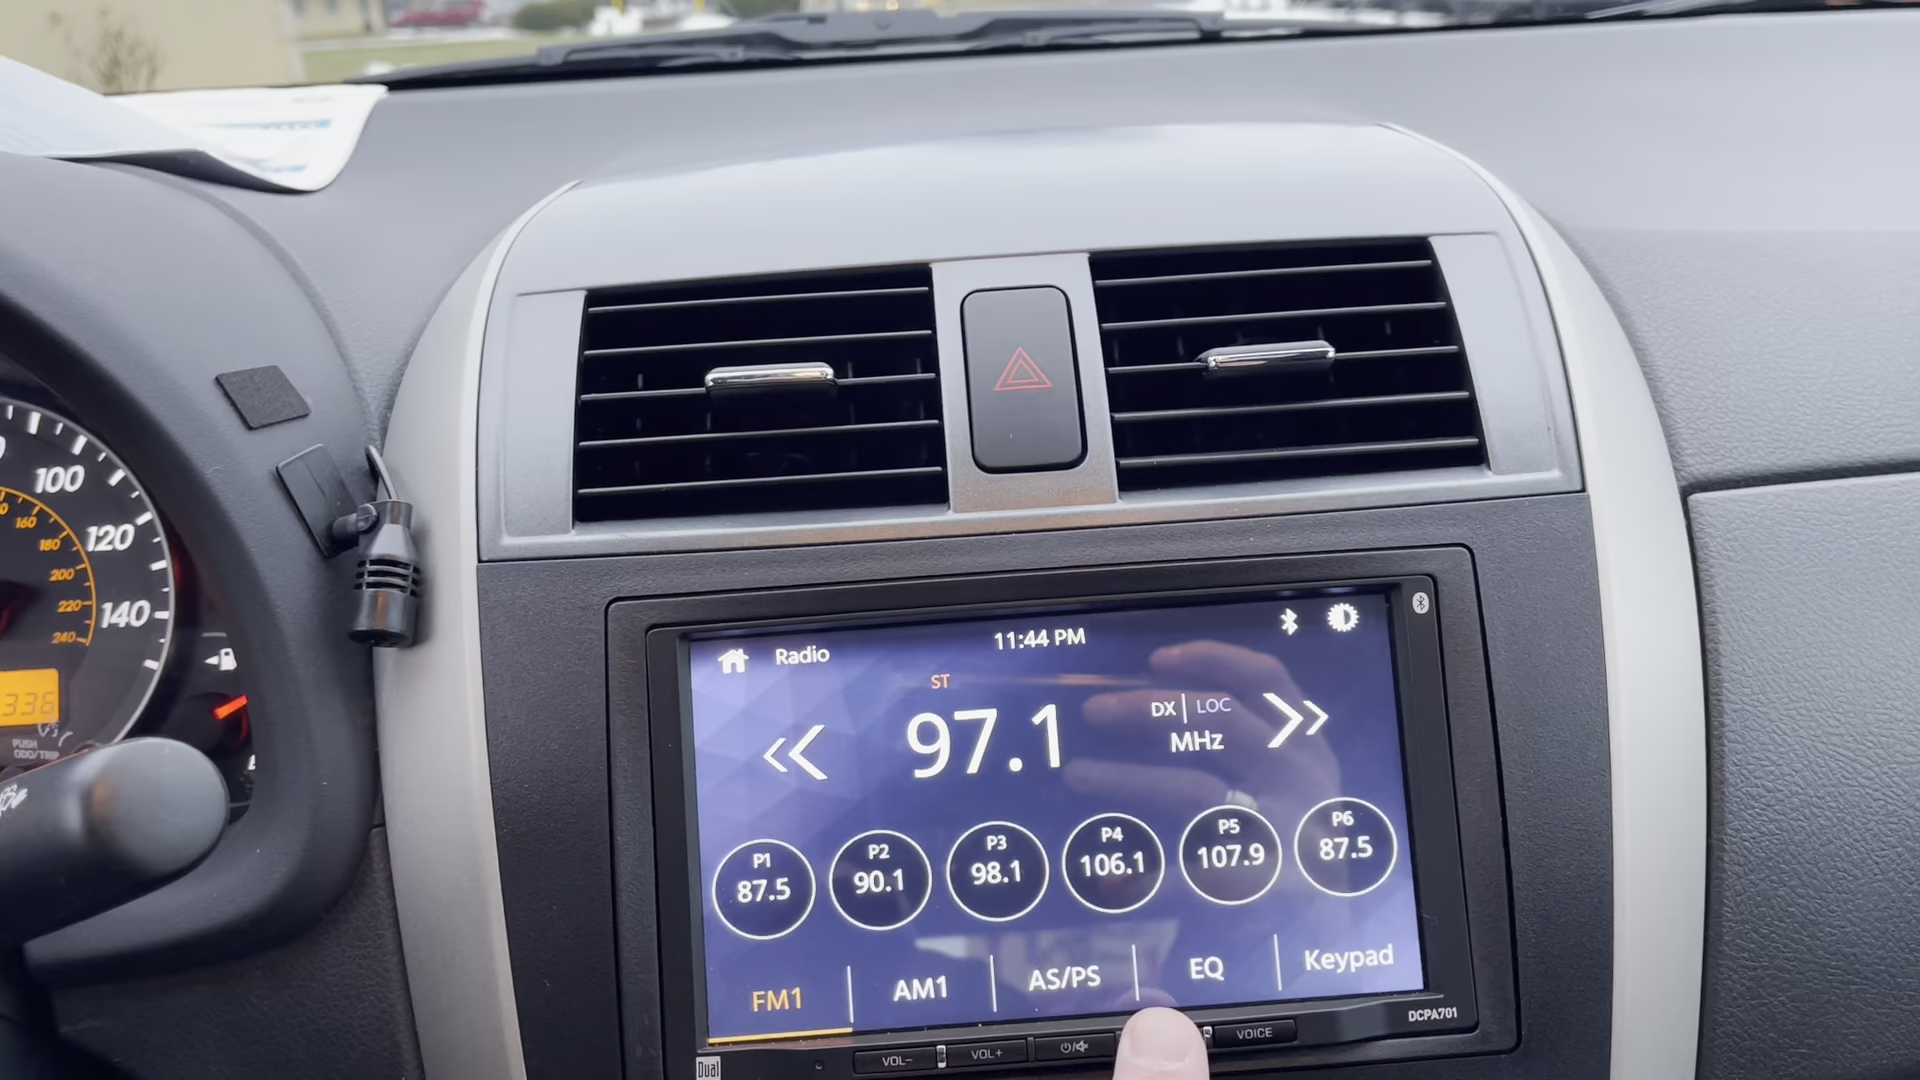 100
120
140
160
180
200
220
240
336
PUSH
ODO/TRIP
Radio
11:44 PM
ST
97.1
DX | LOC
MHz
P1
87.5
P2
90.1
P3
98.1
P4
106.1
P5
107.9
P6
87.5
FM1
AM1
AS/PS
EQ
Keypad
DCPA701
Dual
VOL-
VOL+
VOICE